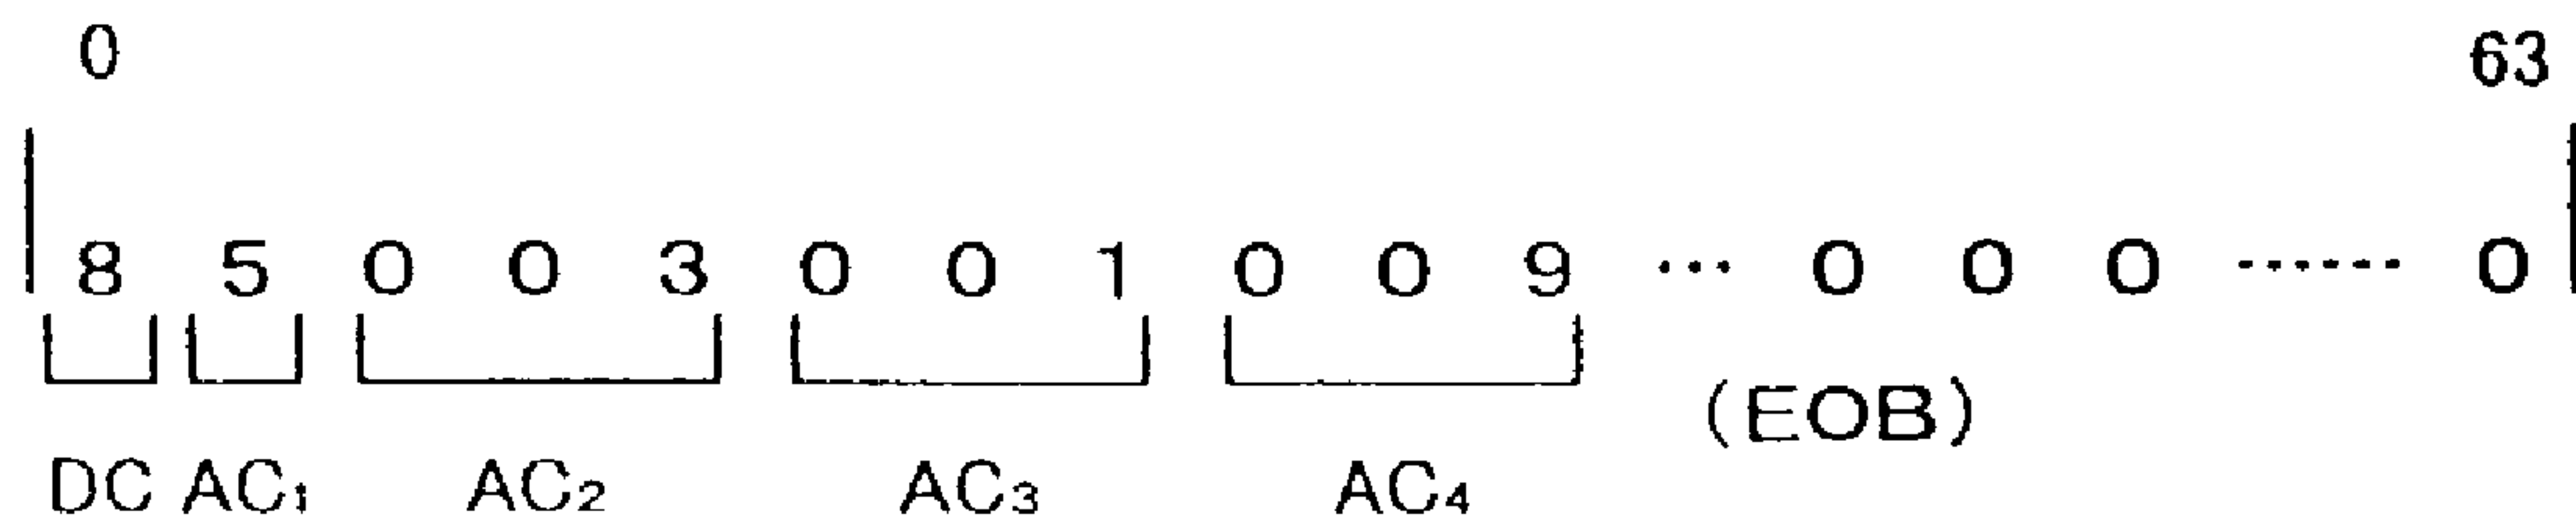 0 63
8 5 0 0 3 0 0 1 0 0 9 ... 0 0 0 ...... 0
(EOB)
DC AC₁ AC₂ AC₃ AC₄